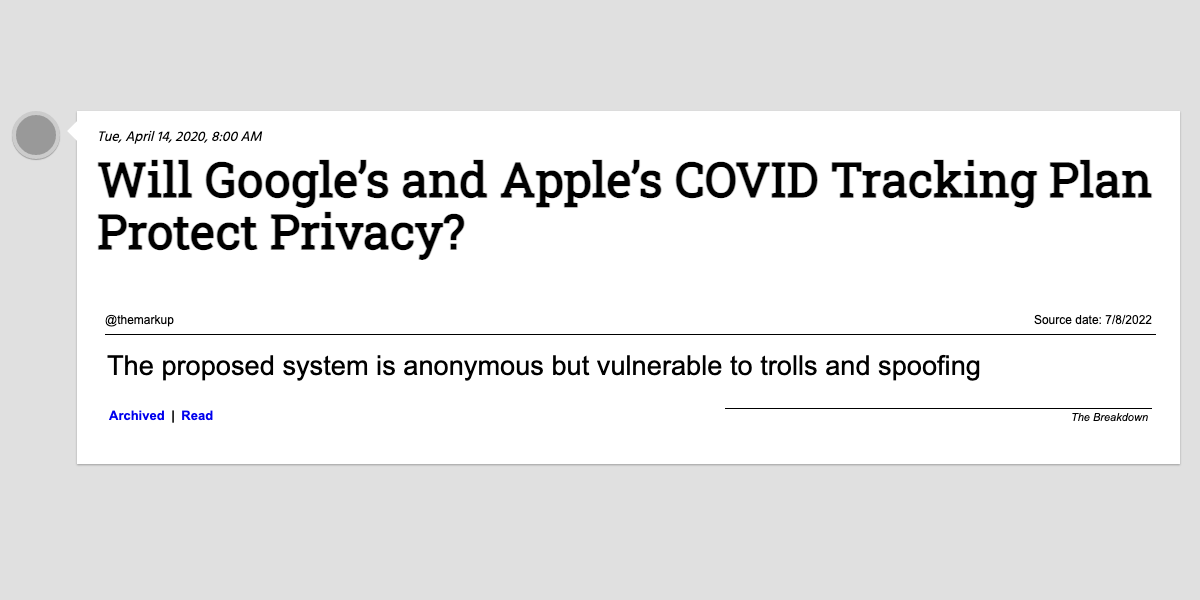 Tue, April 14, 2020, 8:00 AM
Will Google’s and Apple’s COVID Tracking Plan
Protect Privacy?
@themarkup
Source date: 7/8/2022
The proposed system is anonymous but vulnerable to trolls and spoofing
Archived | Read
The Breakdown